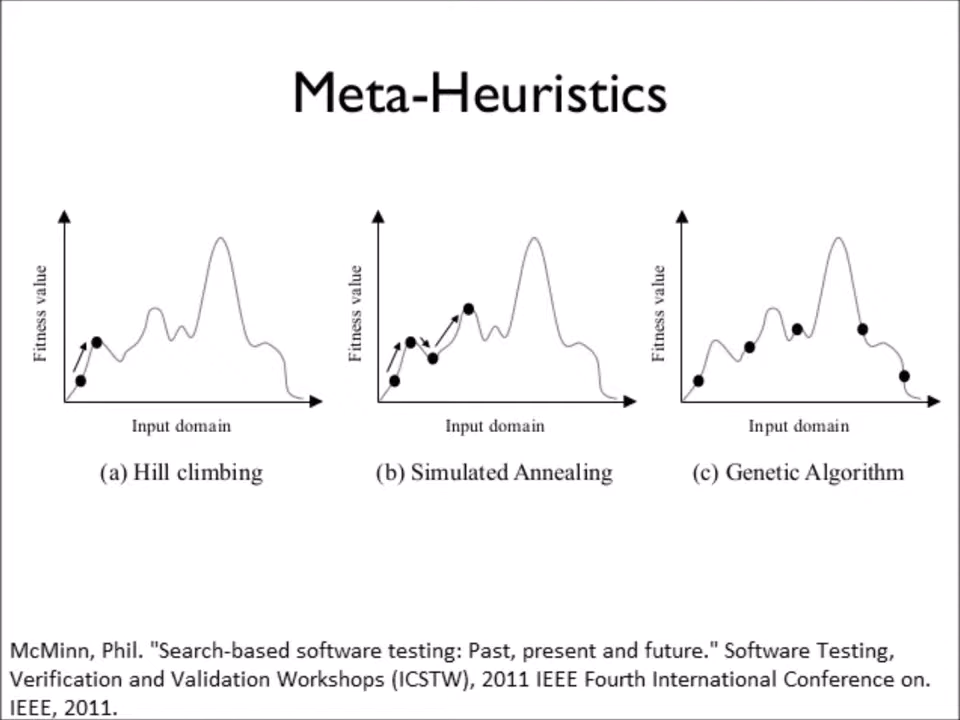 Meta-Heuristics
Fitness value
Input domain
(a) Hill climbing
Fitness value
Input domain
(b) Simulated Annealing
Fitness value
Input domain
(c) Genetic Algorithm
McMinn, Phil. "Search-based software testing: Past, present and future." Software Testing,
Verification and Validation Workshops (ICSTW), 2011 IEEE Fourth International Conference on.
IEEE, 2011.